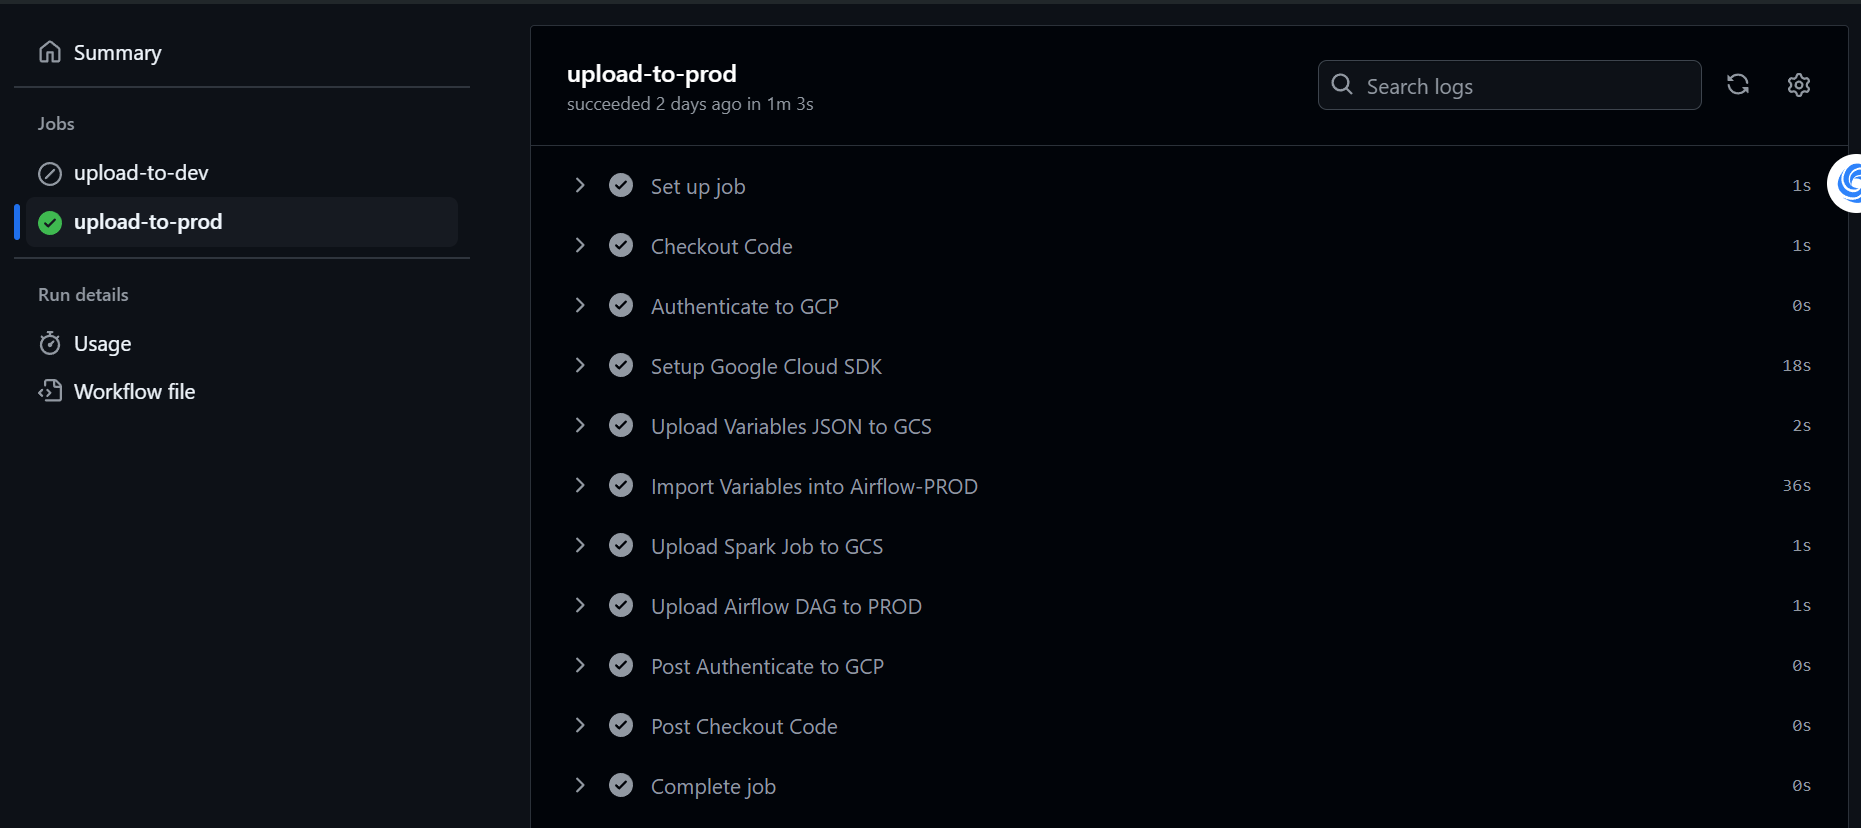 Summary
Jobs
upload-to-dev
upload-to-prod
Run details
Usage
Workflow file
upload-to-prod
succeeded 2 days ago in 1m 3s
Search logs
Set up job 1s
Checkout Code 1s
Authenticate to GCP 0s
Setup Google Cloud SDK 18s
Upload Variables JSON to GCS 2s
Import Variables into Airflow-PROD 36s
Upload Spark Job to GCS 1s
Upload Airflow DAG to PROD 1s
Post Authenticate to GCP 0s
Post Checkout Code 0s
Complete job 0s